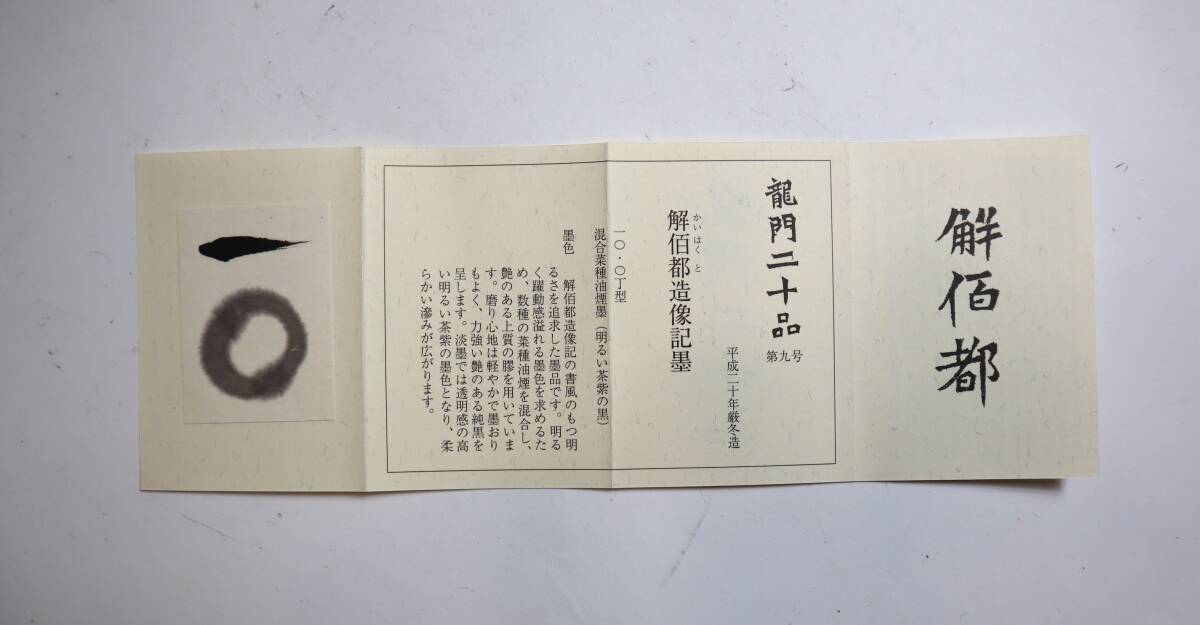 解佰都
龍門二十品 第九号
平成二十年厳冬造
かいはくと
解佰都造像記墨
一〇・〇丁型
混合菜種油煙墨(明るい茶紫の黒)
墨色 解佰都造像記の書風のもつ明
るさを追求した墨品です。明る
く躍動感溢れる墨色を求めるた
め、数種の菜種油煙を混合し、
艶のある上質の膠を用いていま
す。磨り心地は軽やかで墨おり
もよく、力強い艶のある純黒を
呈します。淡墨では透明感の高
い明るい茶紫の墨色となり、柔
らかい滲みが広がります。